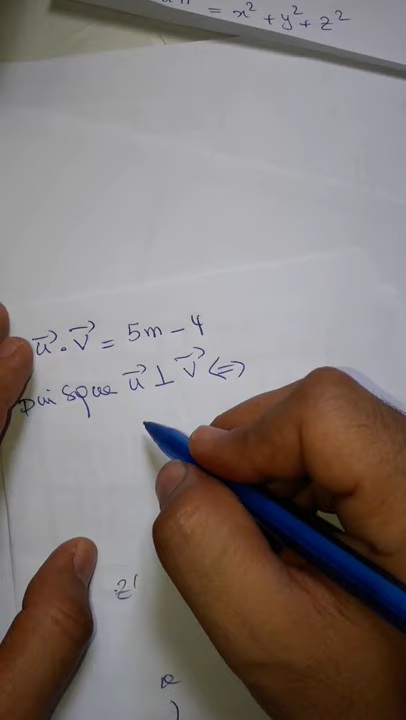 = x² + y² + z²
u⃗ . v⃗ = 5m - 4
Puisque u⃗ ⊥ v⃗ ⇔
z'
x